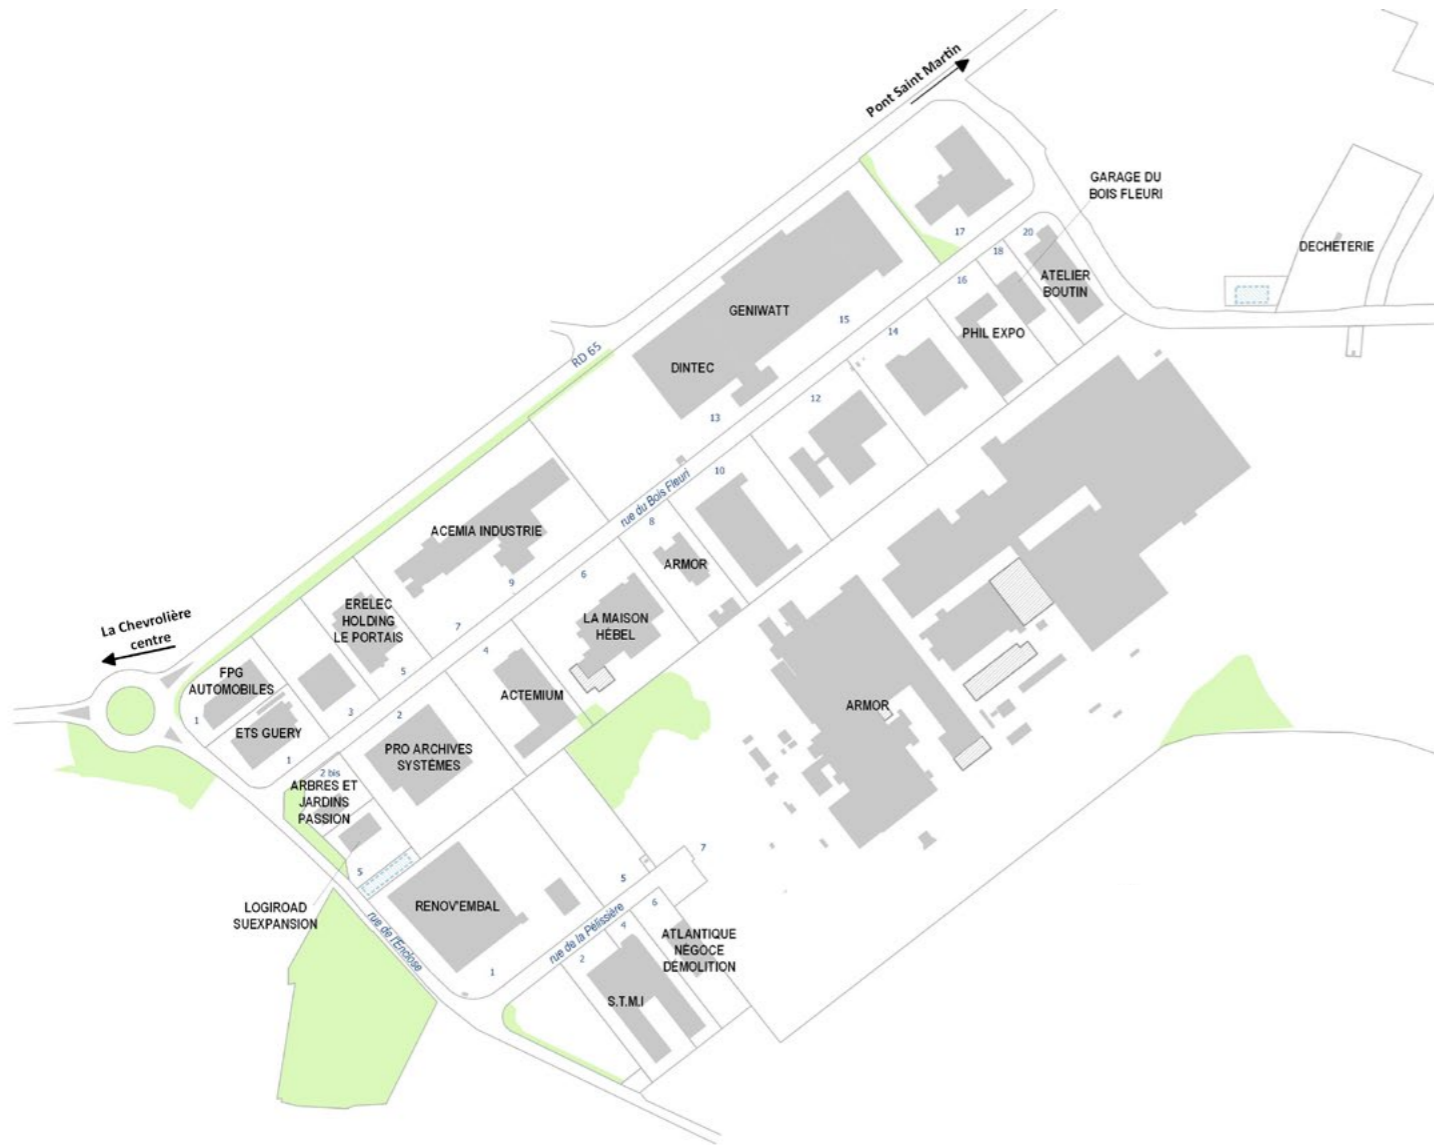 Pont Saint Martin
GARAGE DU
BOIS FLEURI
17
18
20
DECHETERIE
ATELIER
BOUTIN
16
GENIWATT
15
14
PHIL EXPO
RD 65
DINTEC
13
12
10
rue du Bois Fleuri
8
ACEMIA INDUSTRIE
ARMOR
9
6
ERELEC
HOLDING
LE PORTAIS
LA MAISON
HÉBEL
La Chevrolière
centre
7
5
4
FPG
AUTOMOBILES
1
ACTEMIUM
ARMOR
3
2
ETS GUERY
1
PRO ARCHIVES
SYSTÈMES
2 bis
ARBRES ET
JARDINS
PASSION
5
7
5
LOGIROAD
SUEXPANSION
RENOV'EMBAL
rue de l'Enclose
rue de la Pélissière
6
4
2
1
ATLANTIQUE
NÉGOCE
DÉMOLITION
S.T.M.I